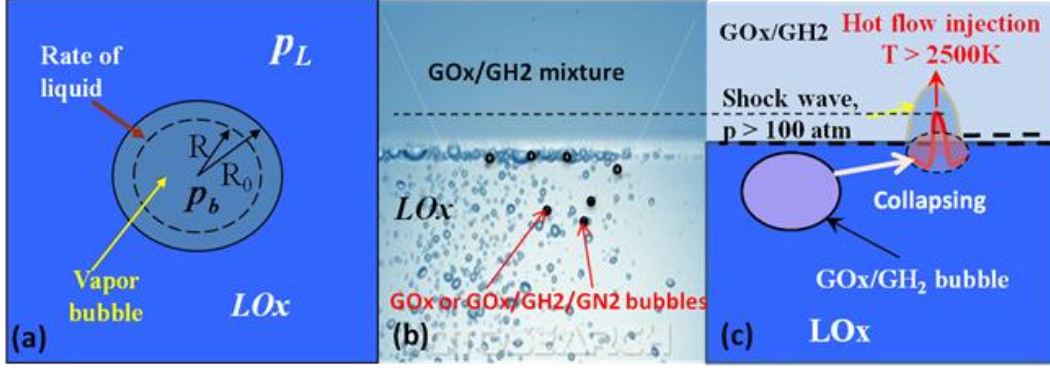 p_L
Rate of
liquid
R
R_0
p_b
Vapor
bubble
LOx
(a)
GOx/GH2 mixture
LOx
GOx or GOx/GH2/GN2 bubbles
(b)
GOx/GH2
Hot flow injection
T > 2500K
Shock wave,
p > 100 atm
Collapsing
GOx/GH₂ bubble
LOx
(c)